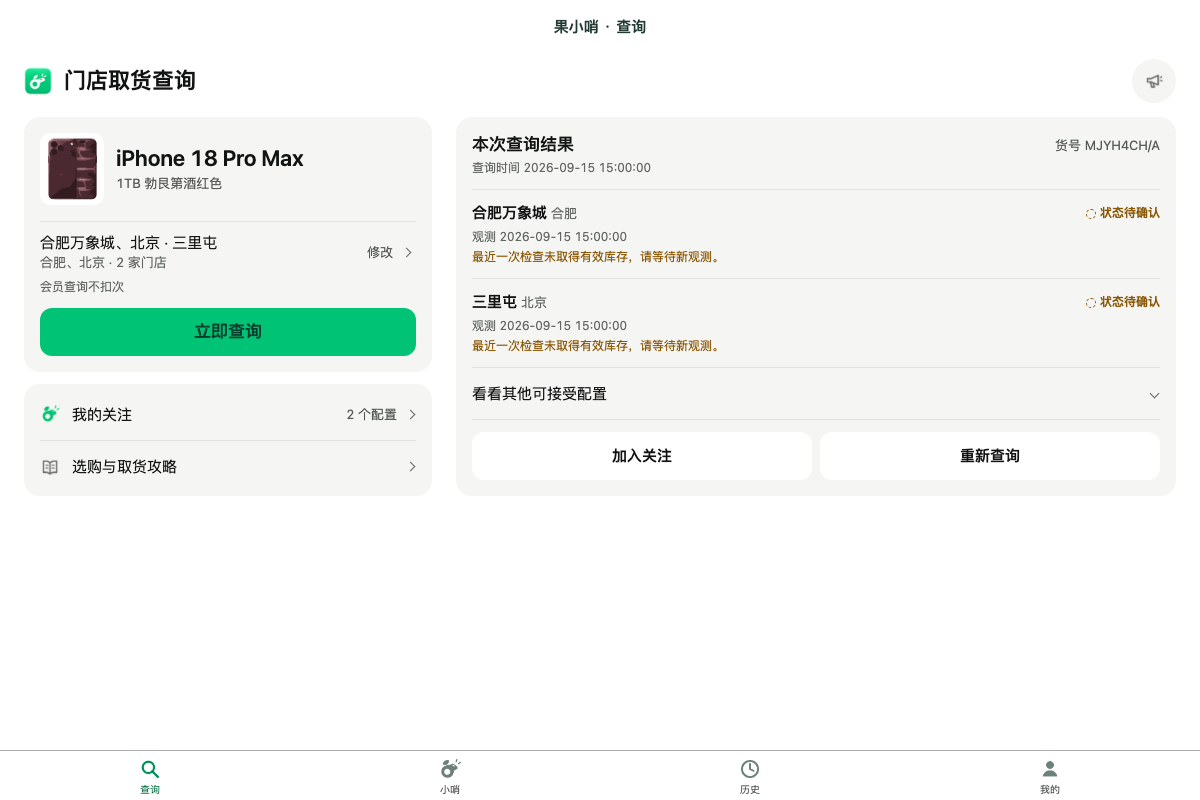 果小哨 · 查询
门店取货查询
iPhone 18 Pro Max
1TB 勃艮第酒红色
合肥万象城、北京 · 三里屯
合肥、北京 · 2 家门店
修改
会员查询不扣次
立即查询
我的关注
2 个配置
选购与取货攻略
本次查询结果
货号 MJYH4CH/A
查询时间 2026-09-15 15:00:00
合肥万象城 合肥
状态待确认
观测 2026-09-15 15:00:00
最近一次检查未取得有效库存，请等待新观测。
三里屯 北京
状态待确认
观测 2026-09-15 15:00:00
最近一次检查未取得有效库存，请等待新观测。
看看其他可接受配置
加入关注
重新查询
查询
小哨
历史
我的